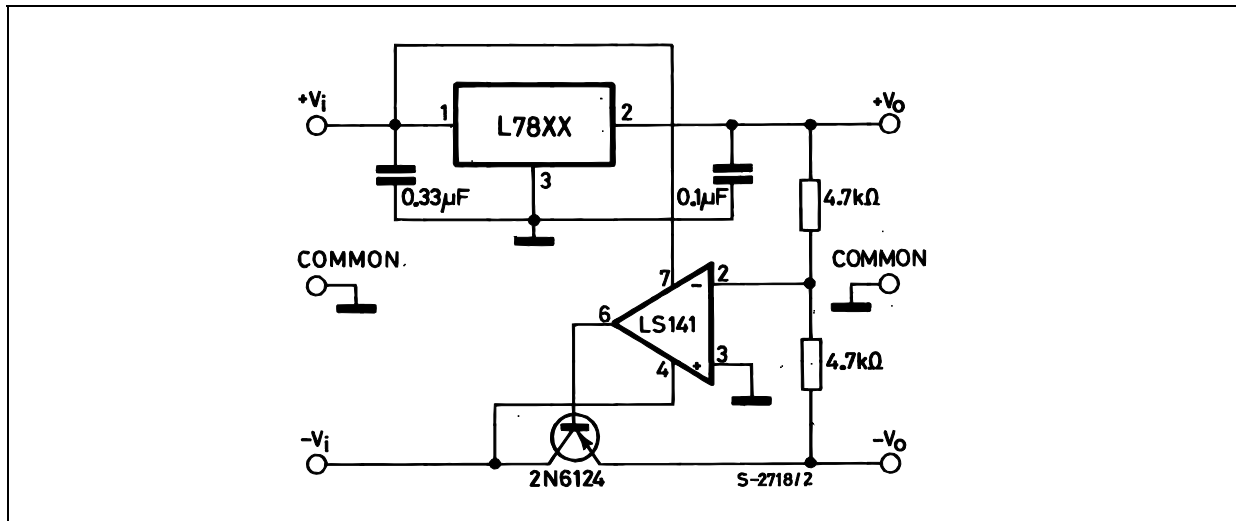 +Vi
1
L78XX
2
+Vo
3
0.33µF
0.1µF
4.7kΩ
COMMON
COMMON
7
2
-
6
LS141
3
+
4
4.7kΩ
-Vi
-Vo
2N6124
S-2718/2